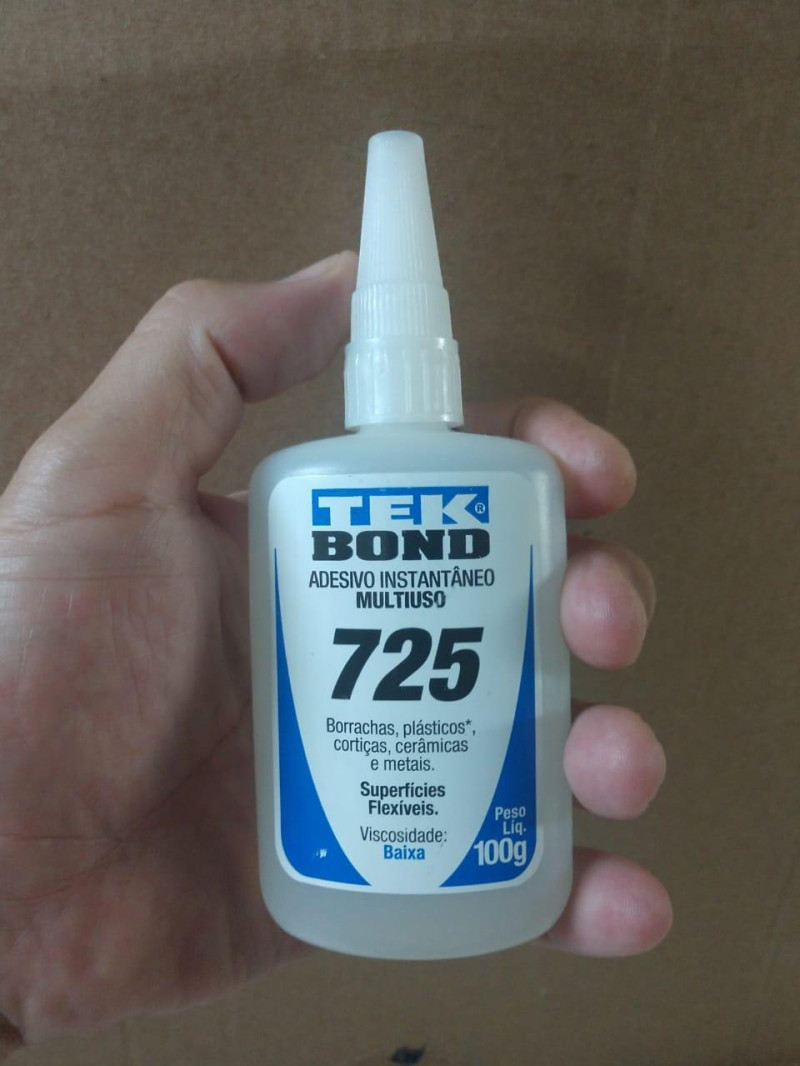 TEK®
BOND
ADESIVO INSTANTÂNEO
MULTIUSO
725
Borrachas, plásticos*,
cortiças, cerâmicas
e metais.
Superfícies
Flexíveis.
Viscosidade:
Baixa
Peso
Líq.
100g